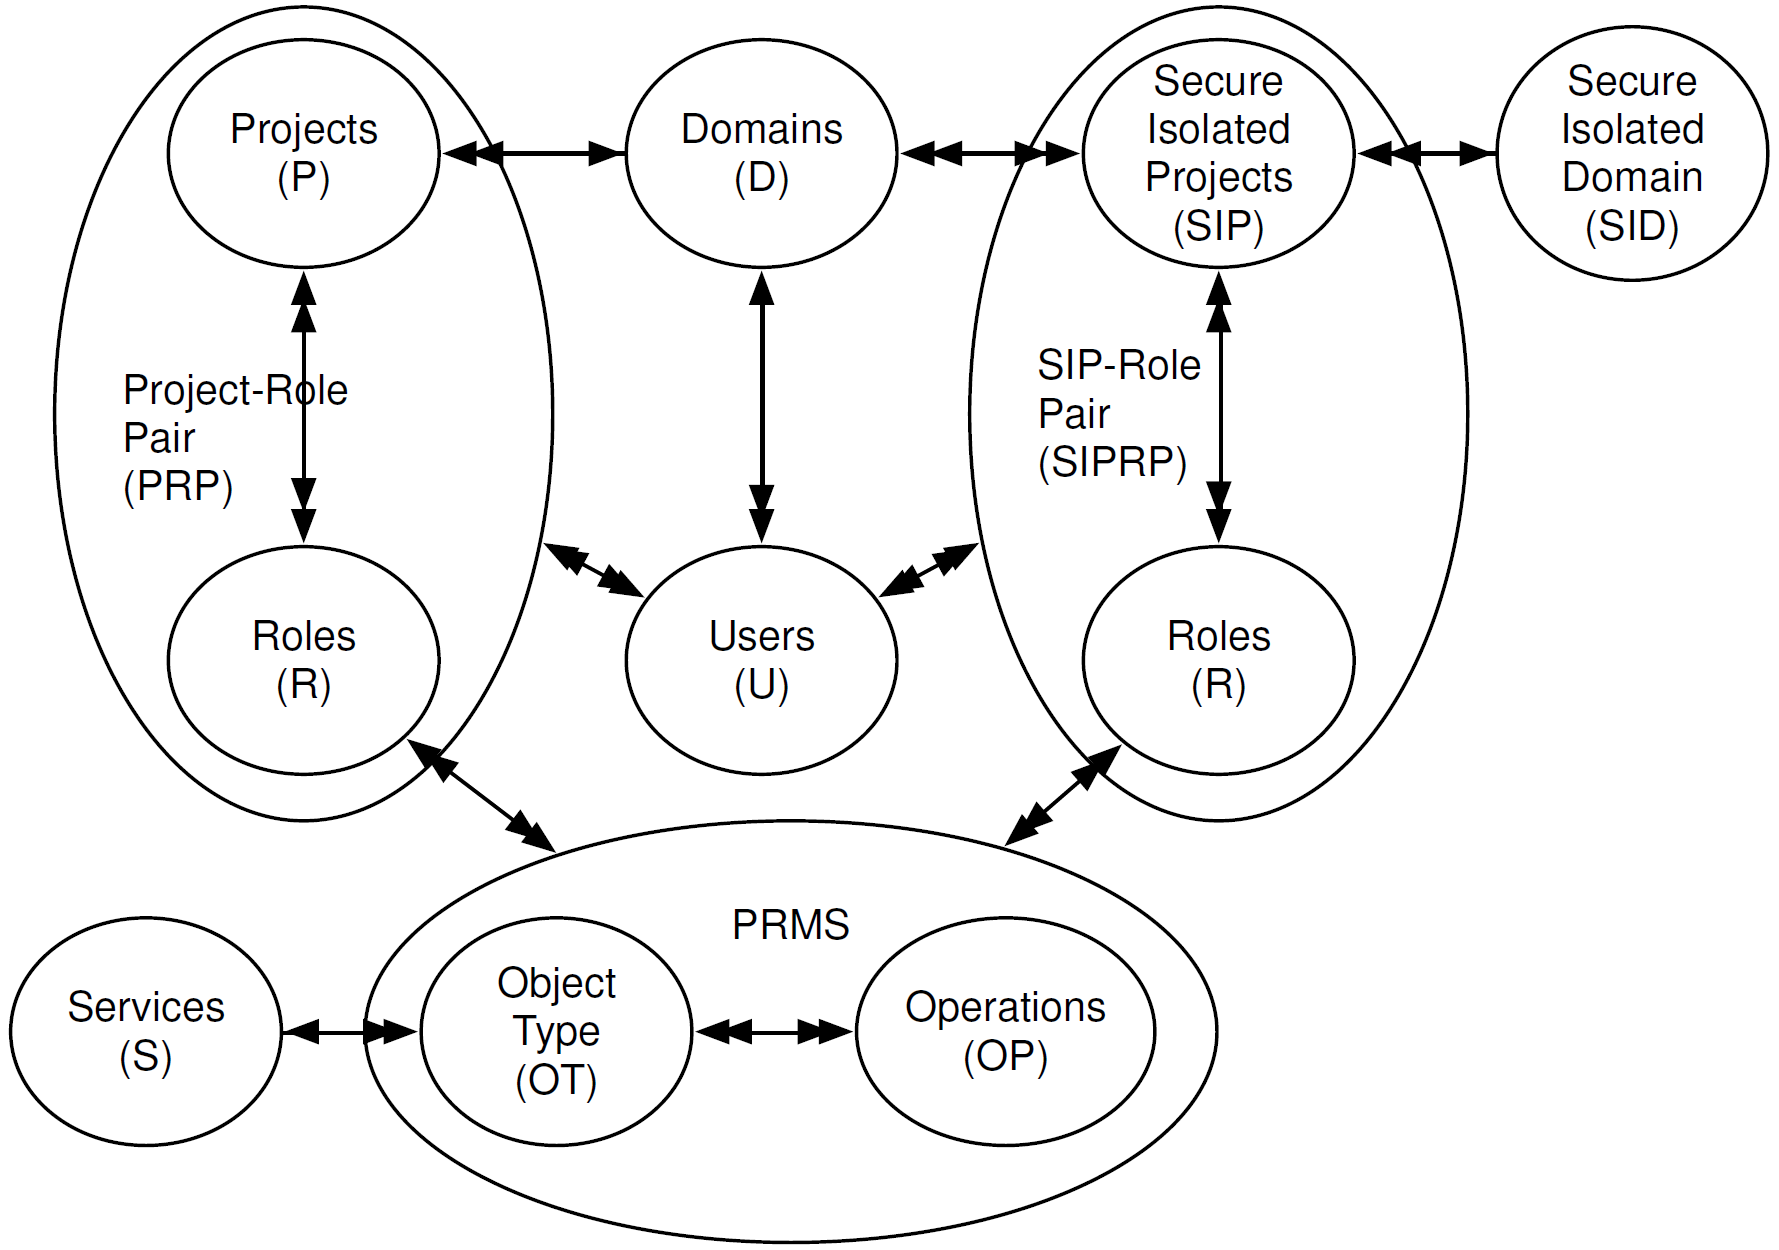 Projects
(P)
Domains
(D)
Secure
Isolated
Projects
(SIP)
Secure
Isolated
Domain
(SID)
Project-Role
Pair
(PRP)
SIP-Role
Pair
(SIPRP)
Roles
(R)
Users
(U)
Roles
(R)
PRMS
Services
(S)
Object
Type
(OT)
Operations
(OP)